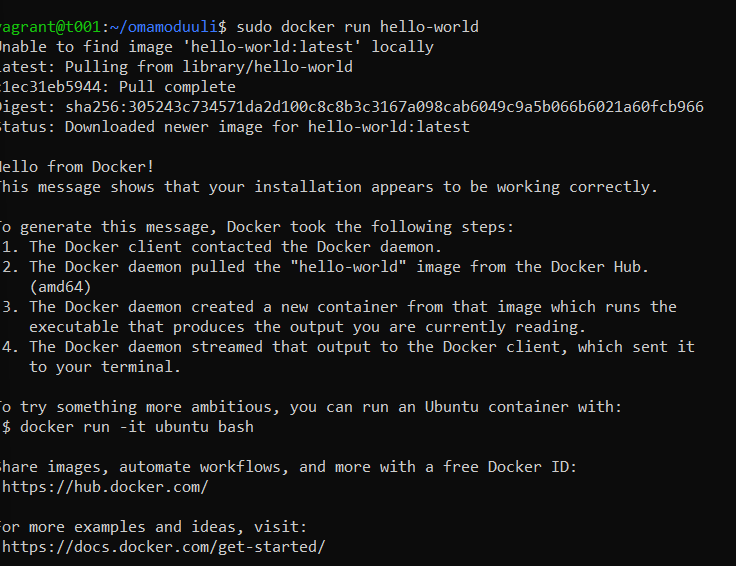 vagrant@t001:~/omamoduuli$ sudo docker run hello-world
Unable to find image 'hello-world:latest' locally
latest: Pulling from library/hello-world
c1ec31eb5944: Pull complete
Digest: sha256:305243c734571da2d100c8c8b3c3167a098cab6049c9a5b066b6021a60fcb966
Status: Downloaded newer image for hello-world:latest

Hello from Docker!
This message shows that your installation appears to be working correctly.

To generate this message, Docker took the following steps:
1. The Docker client contacted the Docker daemon.
2. The Docker daemon pulled the "hello-world" image from the Docker Hub.
(amd64)
3. The Docker daemon created a new container from that image which runs the
executable that produces the output you are currently reading.
4. The Docker daemon streamed that output to the Docker client, which sent it
to your terminal.

To try something more ambitious, you can run an Ubuntu container with:
$ docker run -it ubuntu bash

Share images, automate workflows, and more with a free Docker ID:
https://hub.docker.com/

For more examples and ideas, visit:
https://docs.docker.com/get-started/